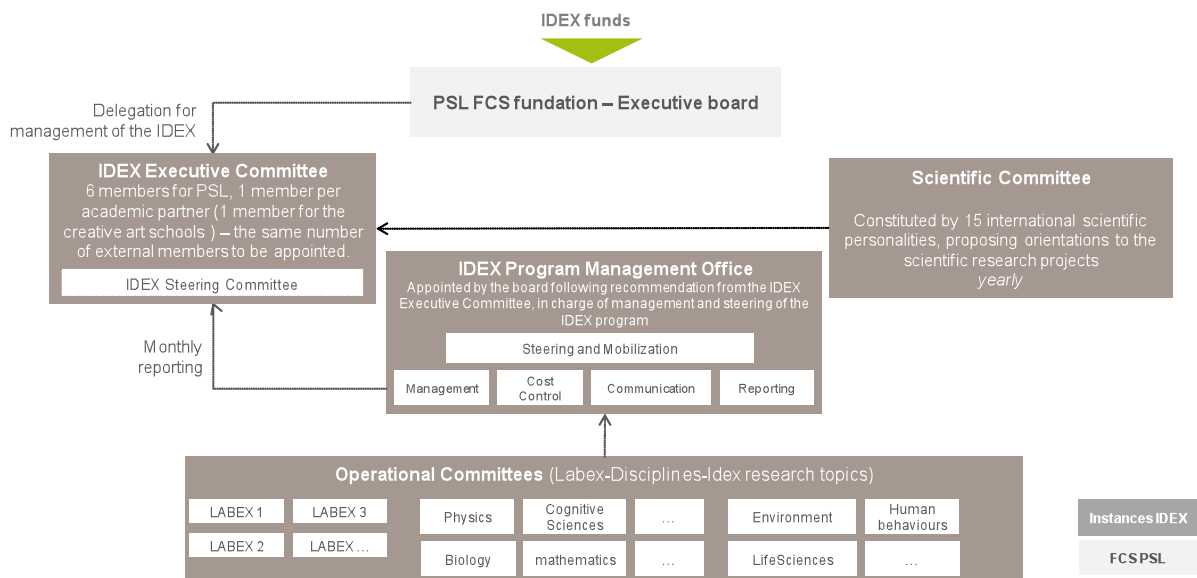 IDEX funds
PSL FCS fundation – Executive board
Delegation for
management of the IDEX
IDEX Executive Committee
6 members for PSL, 1 member per
academic partner (1 member for the
creative art schools ) – the same number
of external members to be appointed.
IDEX Steering Committee
Scientific Committee
Constituted by 15 international scientific
personalities, proposing orientations to the
scientific research projects
yearly
IDEX Program Management Office
Appointed by the board following recommendation from the IDEX
Executive Committee, in charge of management and steering of the
IDEX program
Steering and Mobilization
Management
Cost
Control
Communication
Reporting
Monthly
reporting
Operational Committees (Labex-Disciplines-Idex research topics)
LABEX 1
LABEX 3
LABEX 2
LABEX ...
Physics
Cognitive
Sciences
...
Biology
mathematics
...
Environment
Human
behaviours
LifeSciences
...
Instances IDEX
FCS PSL